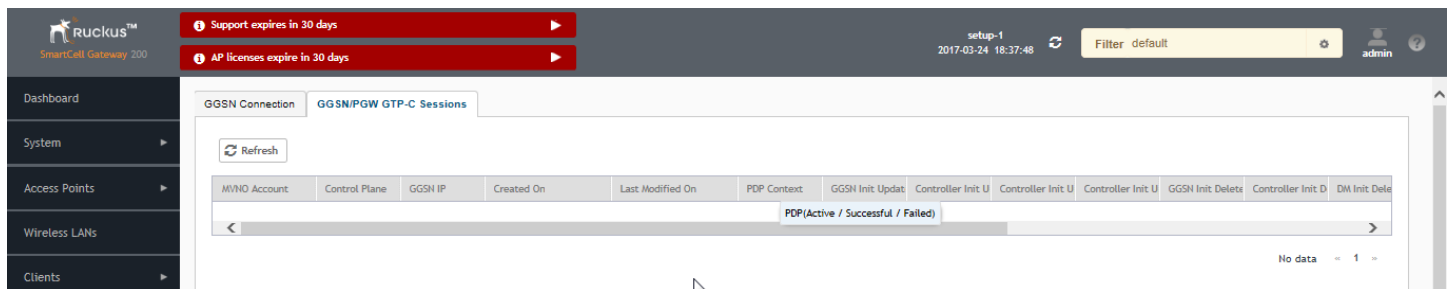 Ruckus™
SmartCell Gateway 200
Support expires in 30 days
AP licenses expire in 30 days
setup-1
2017-03-24 18:37:48
Filter default
admin
Dashboard
System
Access Points
Wireless LANs
Clients
GGSN Connection GGSN/PGW GTP-C Sessions
Refresh
MVNO Account Control Plane GGSN IP Created On Last Modified On PDP Context GGSN Init Updat Controller Init U Controller Init U Controller Init U GGSN Init Delete Controller Init D DM Init Dele
PDP(Active / Successful / Failed)
No data « 1 »